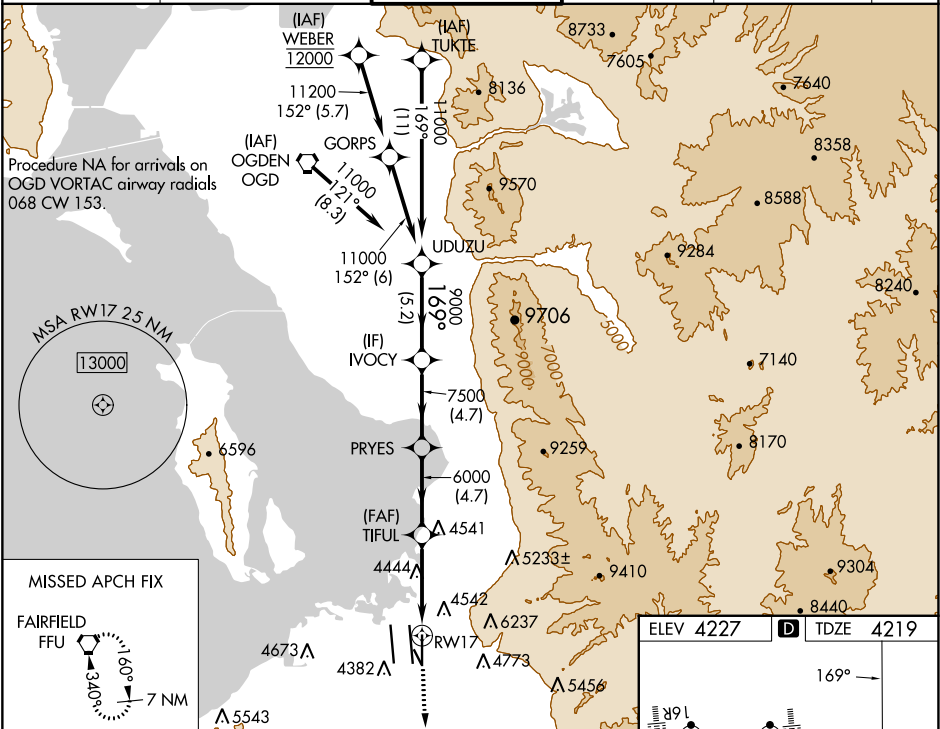 (IAF)
WEBER
12000
(IAF)
TUKTE
8733
7605
7640
8136
11200
152° (5.7)
11000
169°
(11)
GORPS
(IAF)
OGDEN
OGD
11000
121°
(8.3)
8358
Procedure NA for arrivals on
OGD VORTAC airway radials
068 CW 153.
9570
8588
UDUZU
9284
11000
152° (6)
8240
9000
169°
(5.2)
MSA RW17 25 NM
13000
9706
5000
9000
7000
(IF)
IVOCY
7140
7500
(4.7)
6596
PRYES
9259
8170
6000
(4.7)
(FAF)
TIFUL
4541
5233±
4444
9410
9304
MISSED APCH FIX
4542
8440
FAIRFIELD
FFU
6237
ELEV 4227
D
TDZE 4219
RW17
4673
4382
4773
160°
340°
7 NM
5456
169°
5543
16R